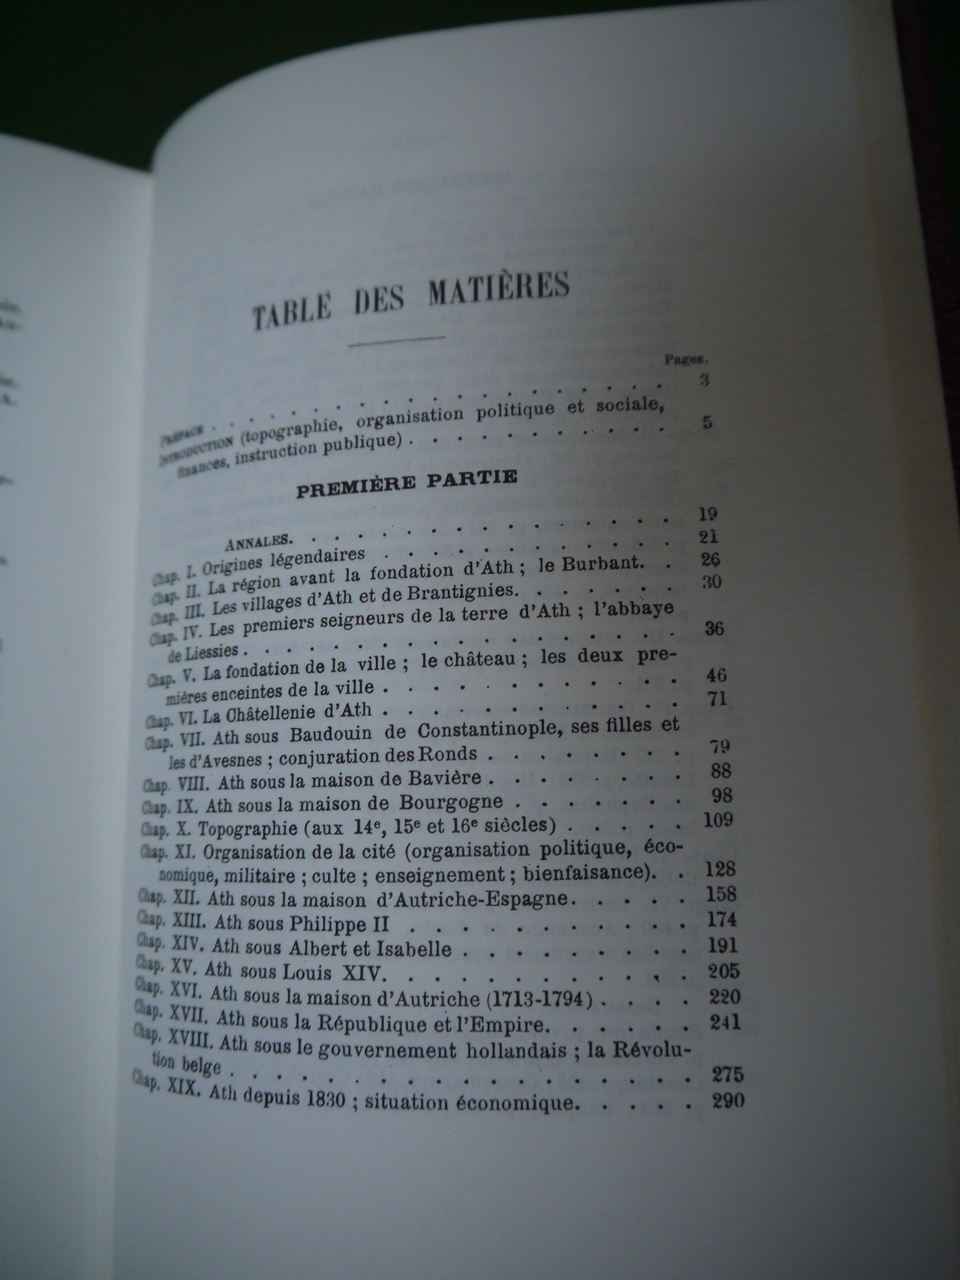 TABLE DES MATIÈRES
Pages.
PRÉFACE . . . . . . . . . . . . . . . . . . . 3
INTRODUCTION (topographie, organisation politique et sociale,
finances, instruction publique) . . . . . . . . . . . 5
PREMIÈRE PARTIE
ANNALES. . . . . . . . . . . . . . . . 19
Chap. I. Origines légendaires . . . . . . . . . . . . 21
Chap. II. La région avant la fondation d'Ath ; le Burbant. . . 26
Chap. III. Les villages d'Ath et de Brantignies. . . . . . . 30
Chap. IV. Les premiers seigneurs de la terre d'Ath ; l'abbaye
de Liessies . . . . . . . . . . . . . . . . . . 36
Chap. V. La fondation de la ville ; le château ; les deux pre-
mières enceintes de la ville . . . . . . . . . . . . 46
Chap. VI. La Châtellenie d'Ath . . . . . . . . . . . . 71
Chap. VII. Ath sous Baudouin de Constantinople, ses filles et
les d'Avesnes ; conjuration des Ronds . . . . . . . . 79
Chap. VIII. Ath sous la maison de Bavière . . . . . . . . 88
Chap. IX. Ath sous la maison de Bourgogne . . . . . . . 98
Chap. X. Topographie (aux 14e, 15e et 16e siècles) . . . . . 109
Chap. XI. Organisation de la cité (organisation politique, éco-
nomique, militaire ; culte ; enseignement ; bienfaisance). . 128
Chap. XII. Ath sous la maison d'Autriche-Espagne. . . . . 158
Chap. XIII. Ath sous Philippe II . . . . . . . . . . . 174
Chap. XIV. Ath sous Albert et Isabelle . . . . . . . . . 191
Chap. XV. Ath sous Louis XIV. . . . . . . . . . . . 205
Chap. XVI. Ath sous la maison d'Autriche (1713-1794) . . . . 220
Chap. XVII. Ath sous la République et l'Empire. . . . . . 241
Chap. XVIII. Ath sous le gouvernement hollandais ; la Révolu-
tion belge . . . . . . . . . . . . . . . . . . . 275
Chap. XIX. Ath depuis 1830 ; situation économique. . . . . 290